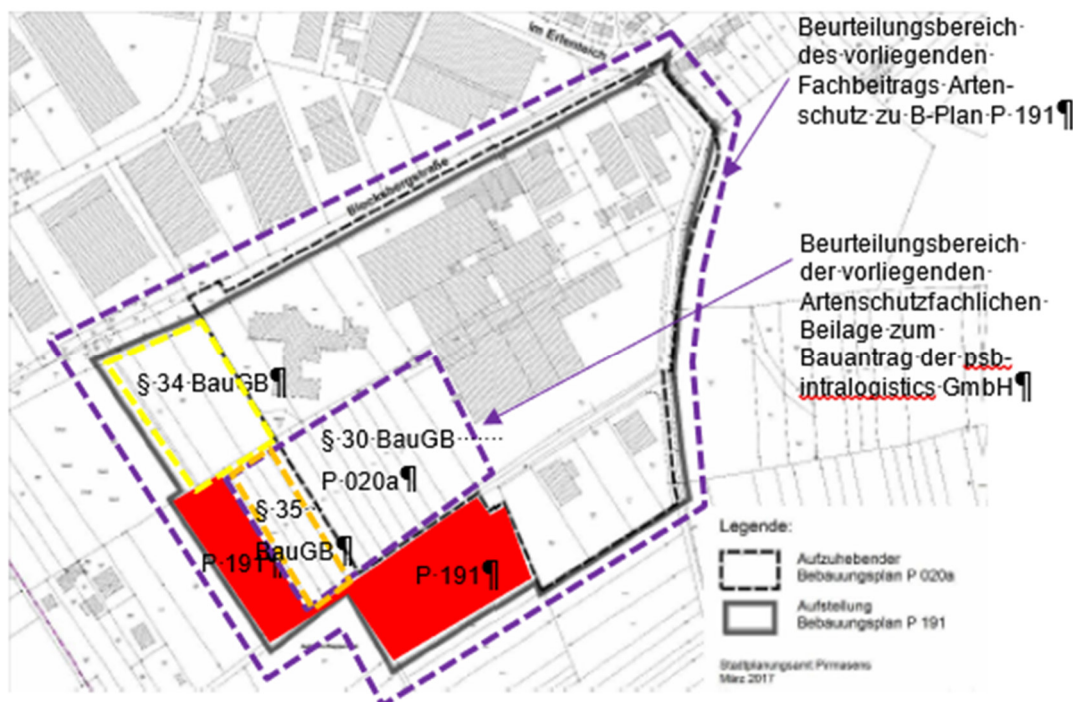 im Erlenteich
Beurteilungsbereich
des vorliegenden
Fachbeitrags Arten-
schutz zu B-Plan P 191¶
Blocksbergstraße
Beurteilungsbereich
der vorliegenden
Artenschutzfachlichen
Beilage zum
Bauantrag der psb-
intralogistics GmbH¶
§ 34 BauGB¶
§ 30 BauGB
P 020a¶
§ 35
BauGB¶
P 191¶
P 191¶
Legende:
Aufzuhebender
Bebauungsplan P 020a
Aufstellung
Bebauungsplan P 191
Stadtplanungsamt Pirmasens
März 2017